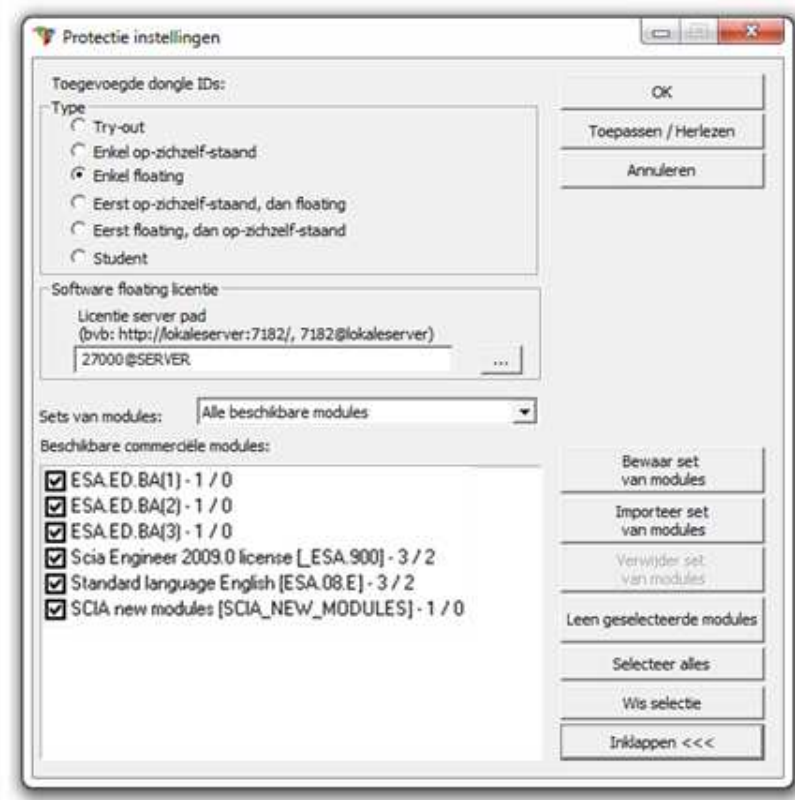 Protectie instellingen
Toegevoegde dongle IDs:
Type
Try-out
Enkel op-zichzelf-staand
Enkel floating
Eerst op-zichzelf-staand, dan floating
Eerst floating, dan op-zichzelf-staand
Student
Software floating licentie
Licentie server pad
(bvb: http://lokaleserver:7182/, 7182@lokaleserver)
27000@SERVER
...
Sets van modules:
Alle beschikbare modules
Beschikbare commerciële modules:
ESA.ED.BA(1) - 1 / 0
ESA.ED.BA(2) - 1 / 0
ESA.ED.BA(3) - 1 / 0
Scia Engineer 2009.0 license [_ESA.900] - 3 / 2
Standard language English [ESA.08.E] - 3 / 2
SCIA new modules [SCIA_NEW_MODULES] - 1 / 0
OK
Toepassen / Herlezen
Annuleren
Bewaar set
van modules
Importeer set
van modules
Verwijder set
van modules
Leen geselecteerde modules
Selecteer alles
Wis selectie
Inklappen <<<